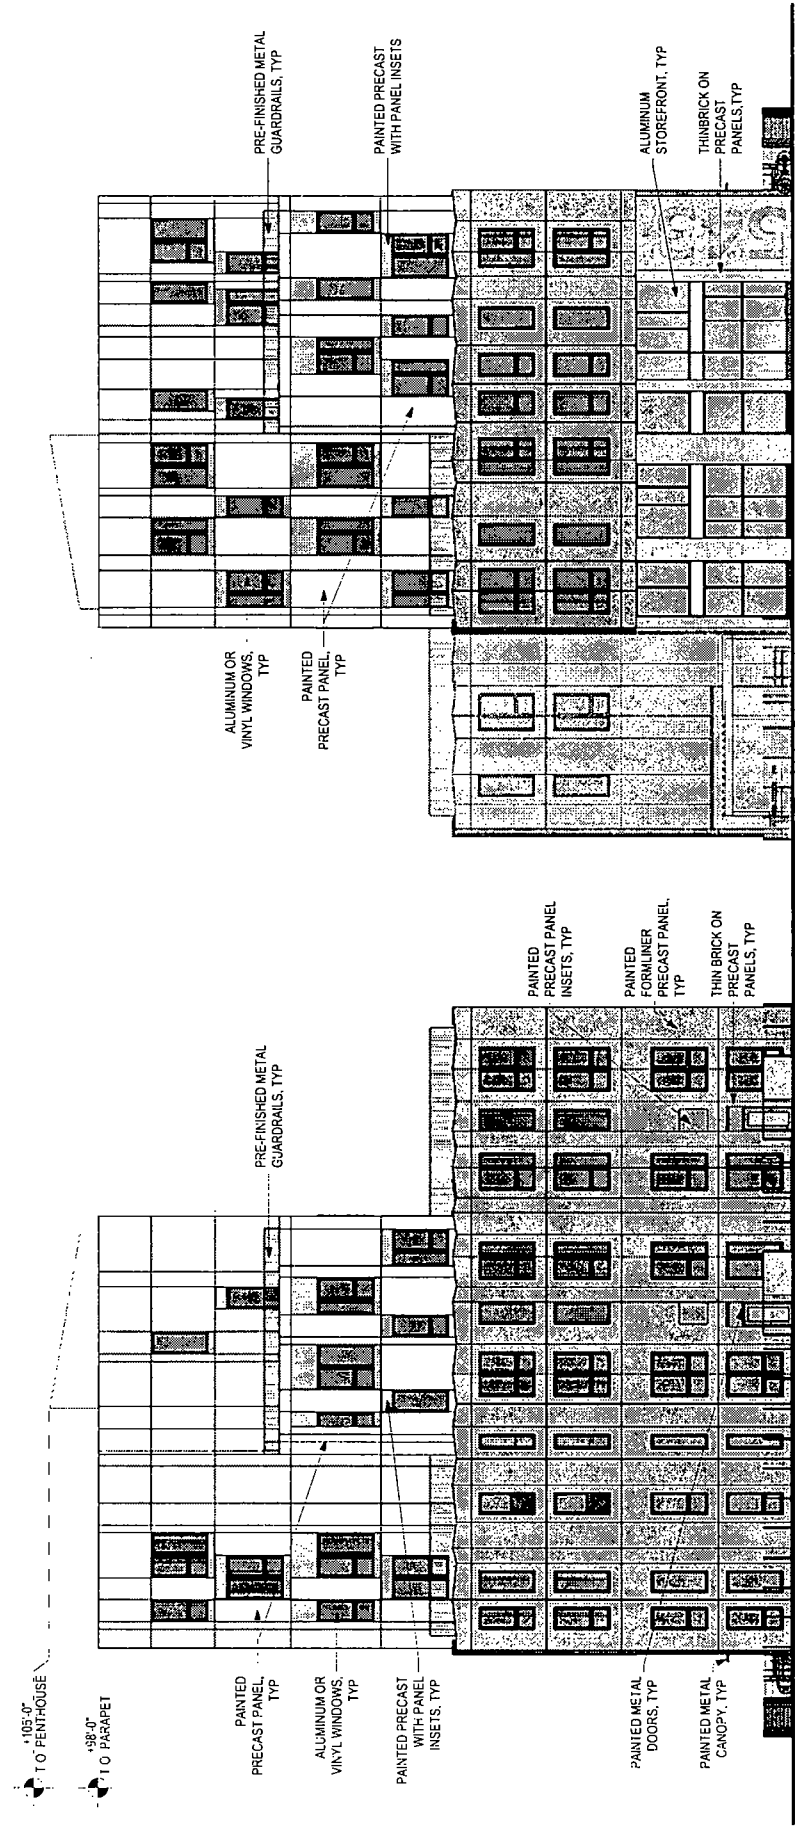 +105'-0"
T O PENTHOUSE
+98'-0"
T O PARAPET
PAINTED
PRECAST PANEL,
TYP
ALUMINUM OR
VINYL WINDOWS,
TYP
PAINTED PRECAST
WITH PANEL
INSETS, TYP
PAINTED METAL
DOORS, TYP
PAINTED METAL
CANOPY, TYP
PRE-FINISHED METAL
GUARDRAILS, TYP
PAINTED
PRECAST PANEL
INSETS, TYP
PAINTED
FORMLINER
PRECAST PANEL,
TYP
THIN BRICK ON
PRECAST
PANELS, TYP
ALUMINUM OR
VINYL WINDOWS,
TYP
PAINTED
PRECAST PANEL,
TYP
PRE-FINISHED METAL
GUARDRAILS, TYP
PAINTED PRECAST
WITH PANEL INSETS
ALUMINUM
STOREFRONT, TYP
THINBRICK ON
PRECAST
PANELS,TYP